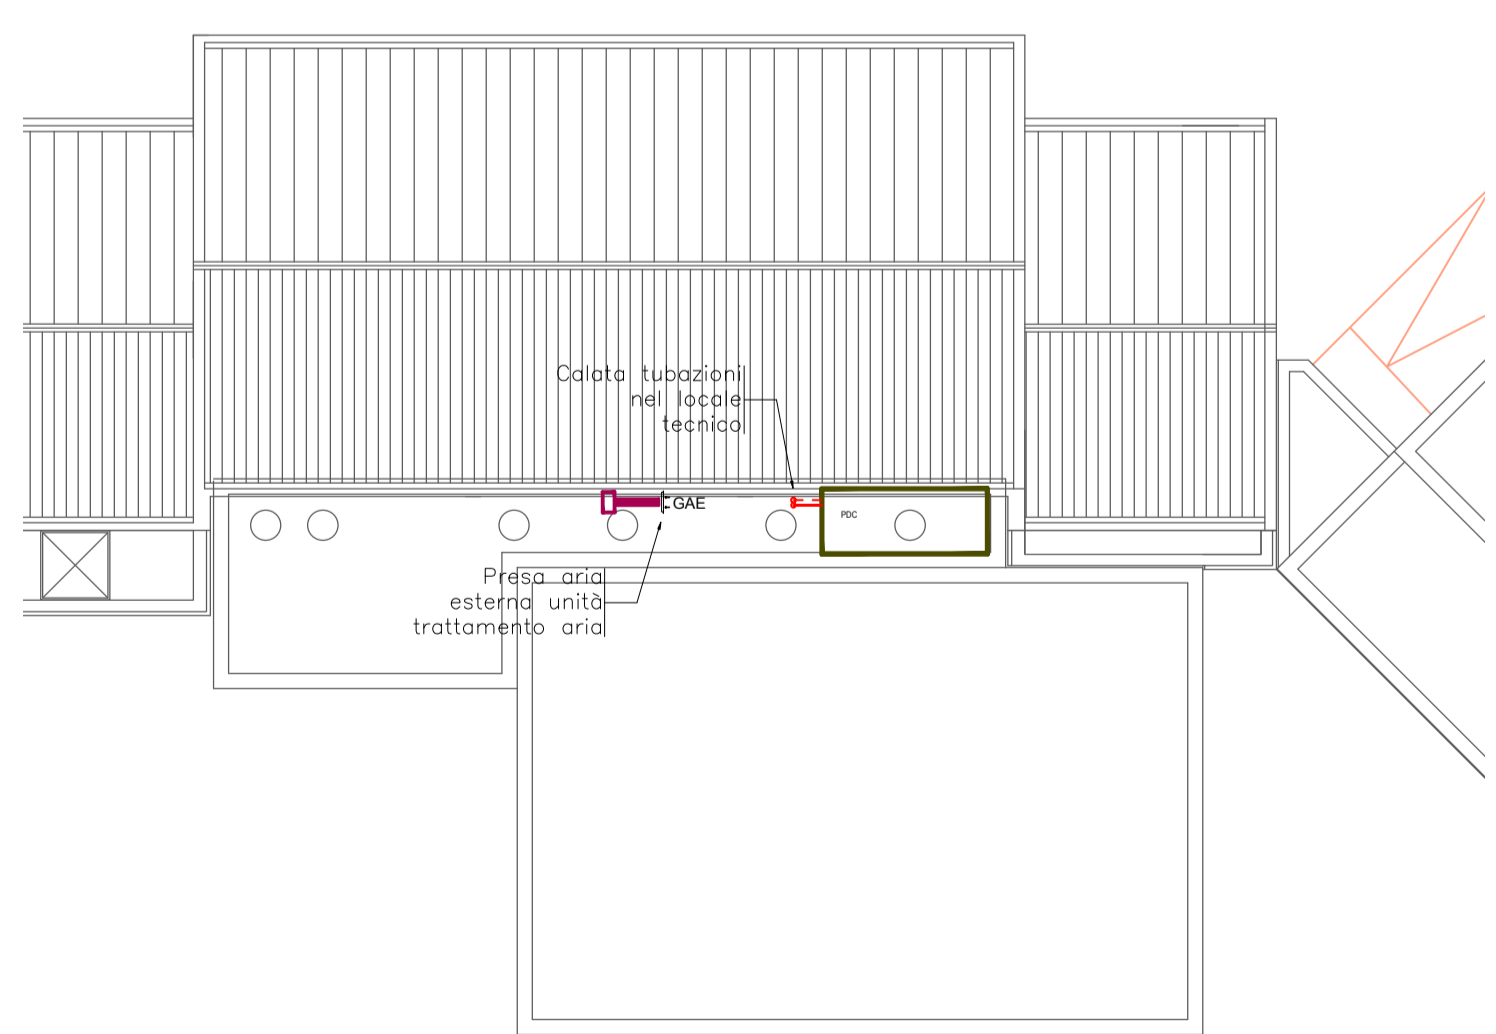 Calata tubazioni
nel locale
tecnico
GAE
PDC
Presa aria
esterna unità
trattamento aria